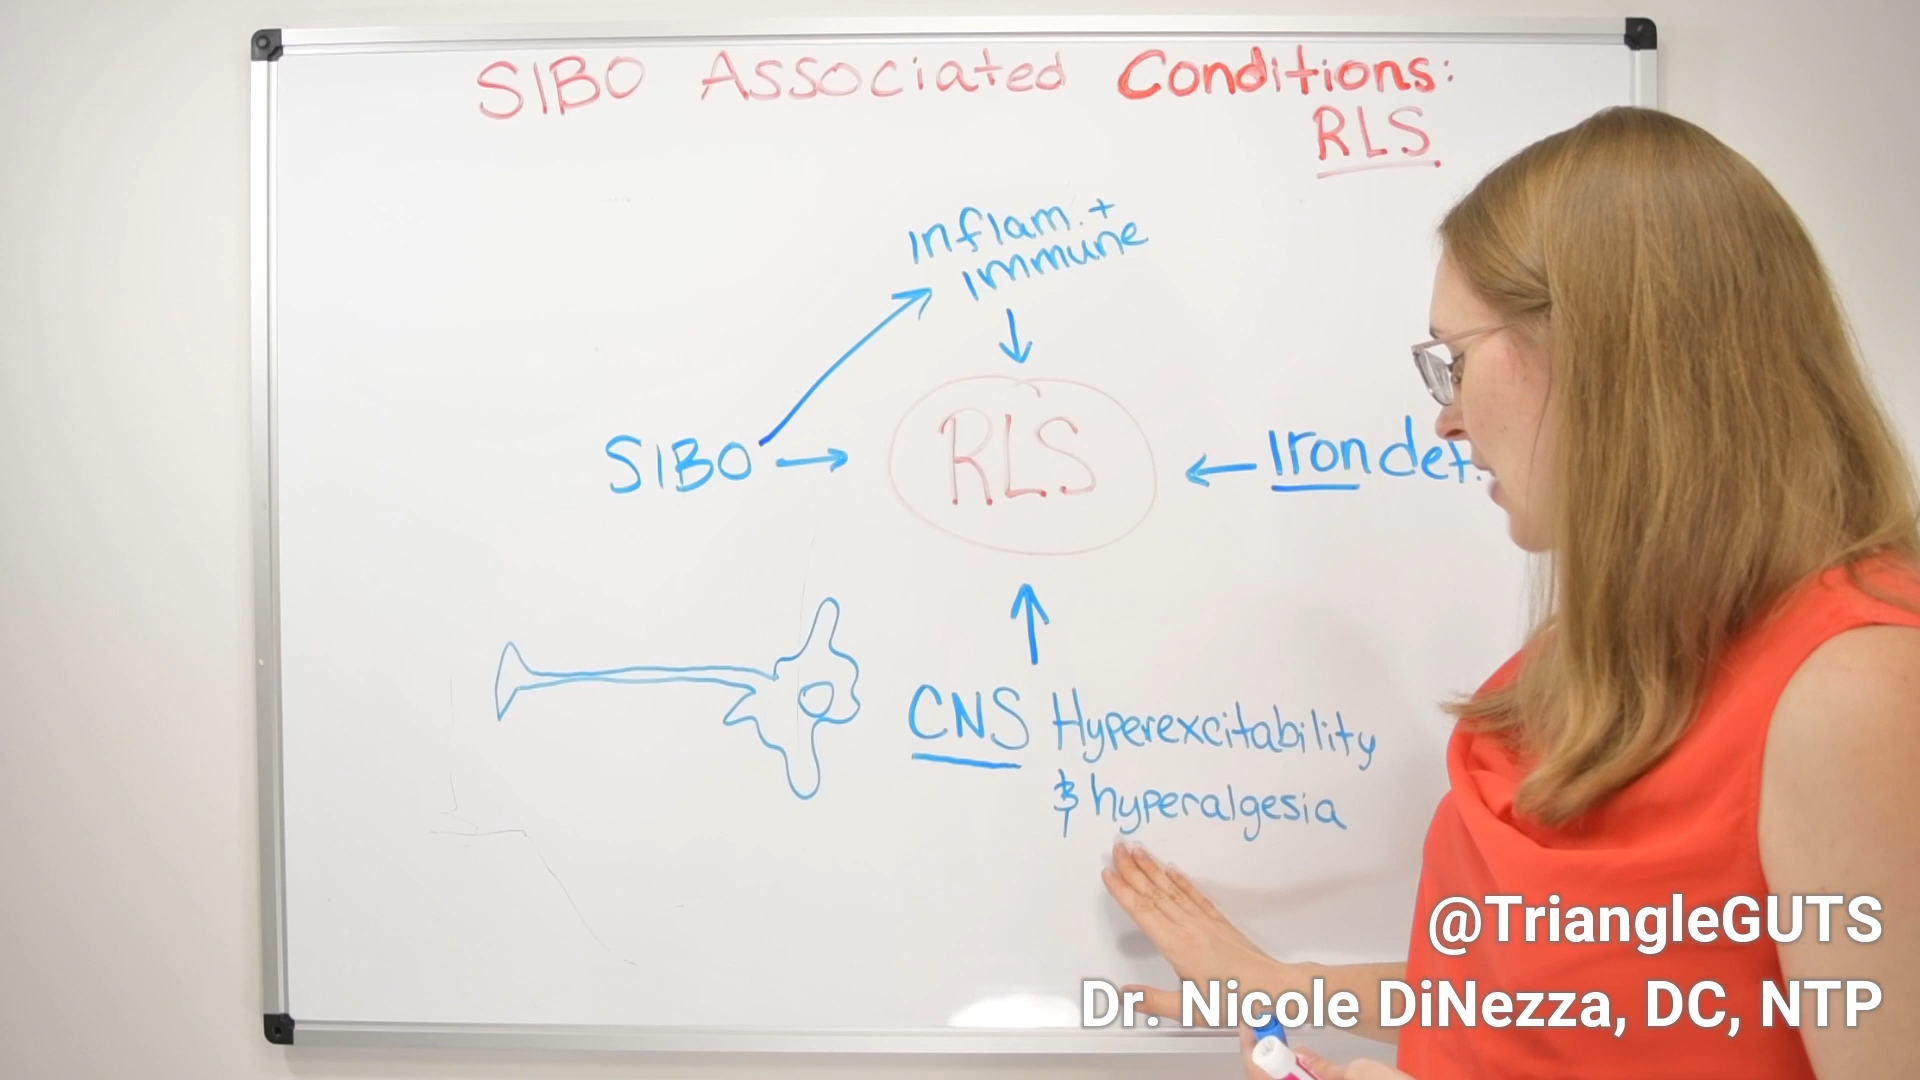 SIBO Associated Conditions:
RLS
Inflam. +
immune
SIBO → RLS ← Iron def.
CNS Hyperexcitability
& hyperalgesia
@TriangleGUTS
Dr. Nicole DiNezza, DC, NTP